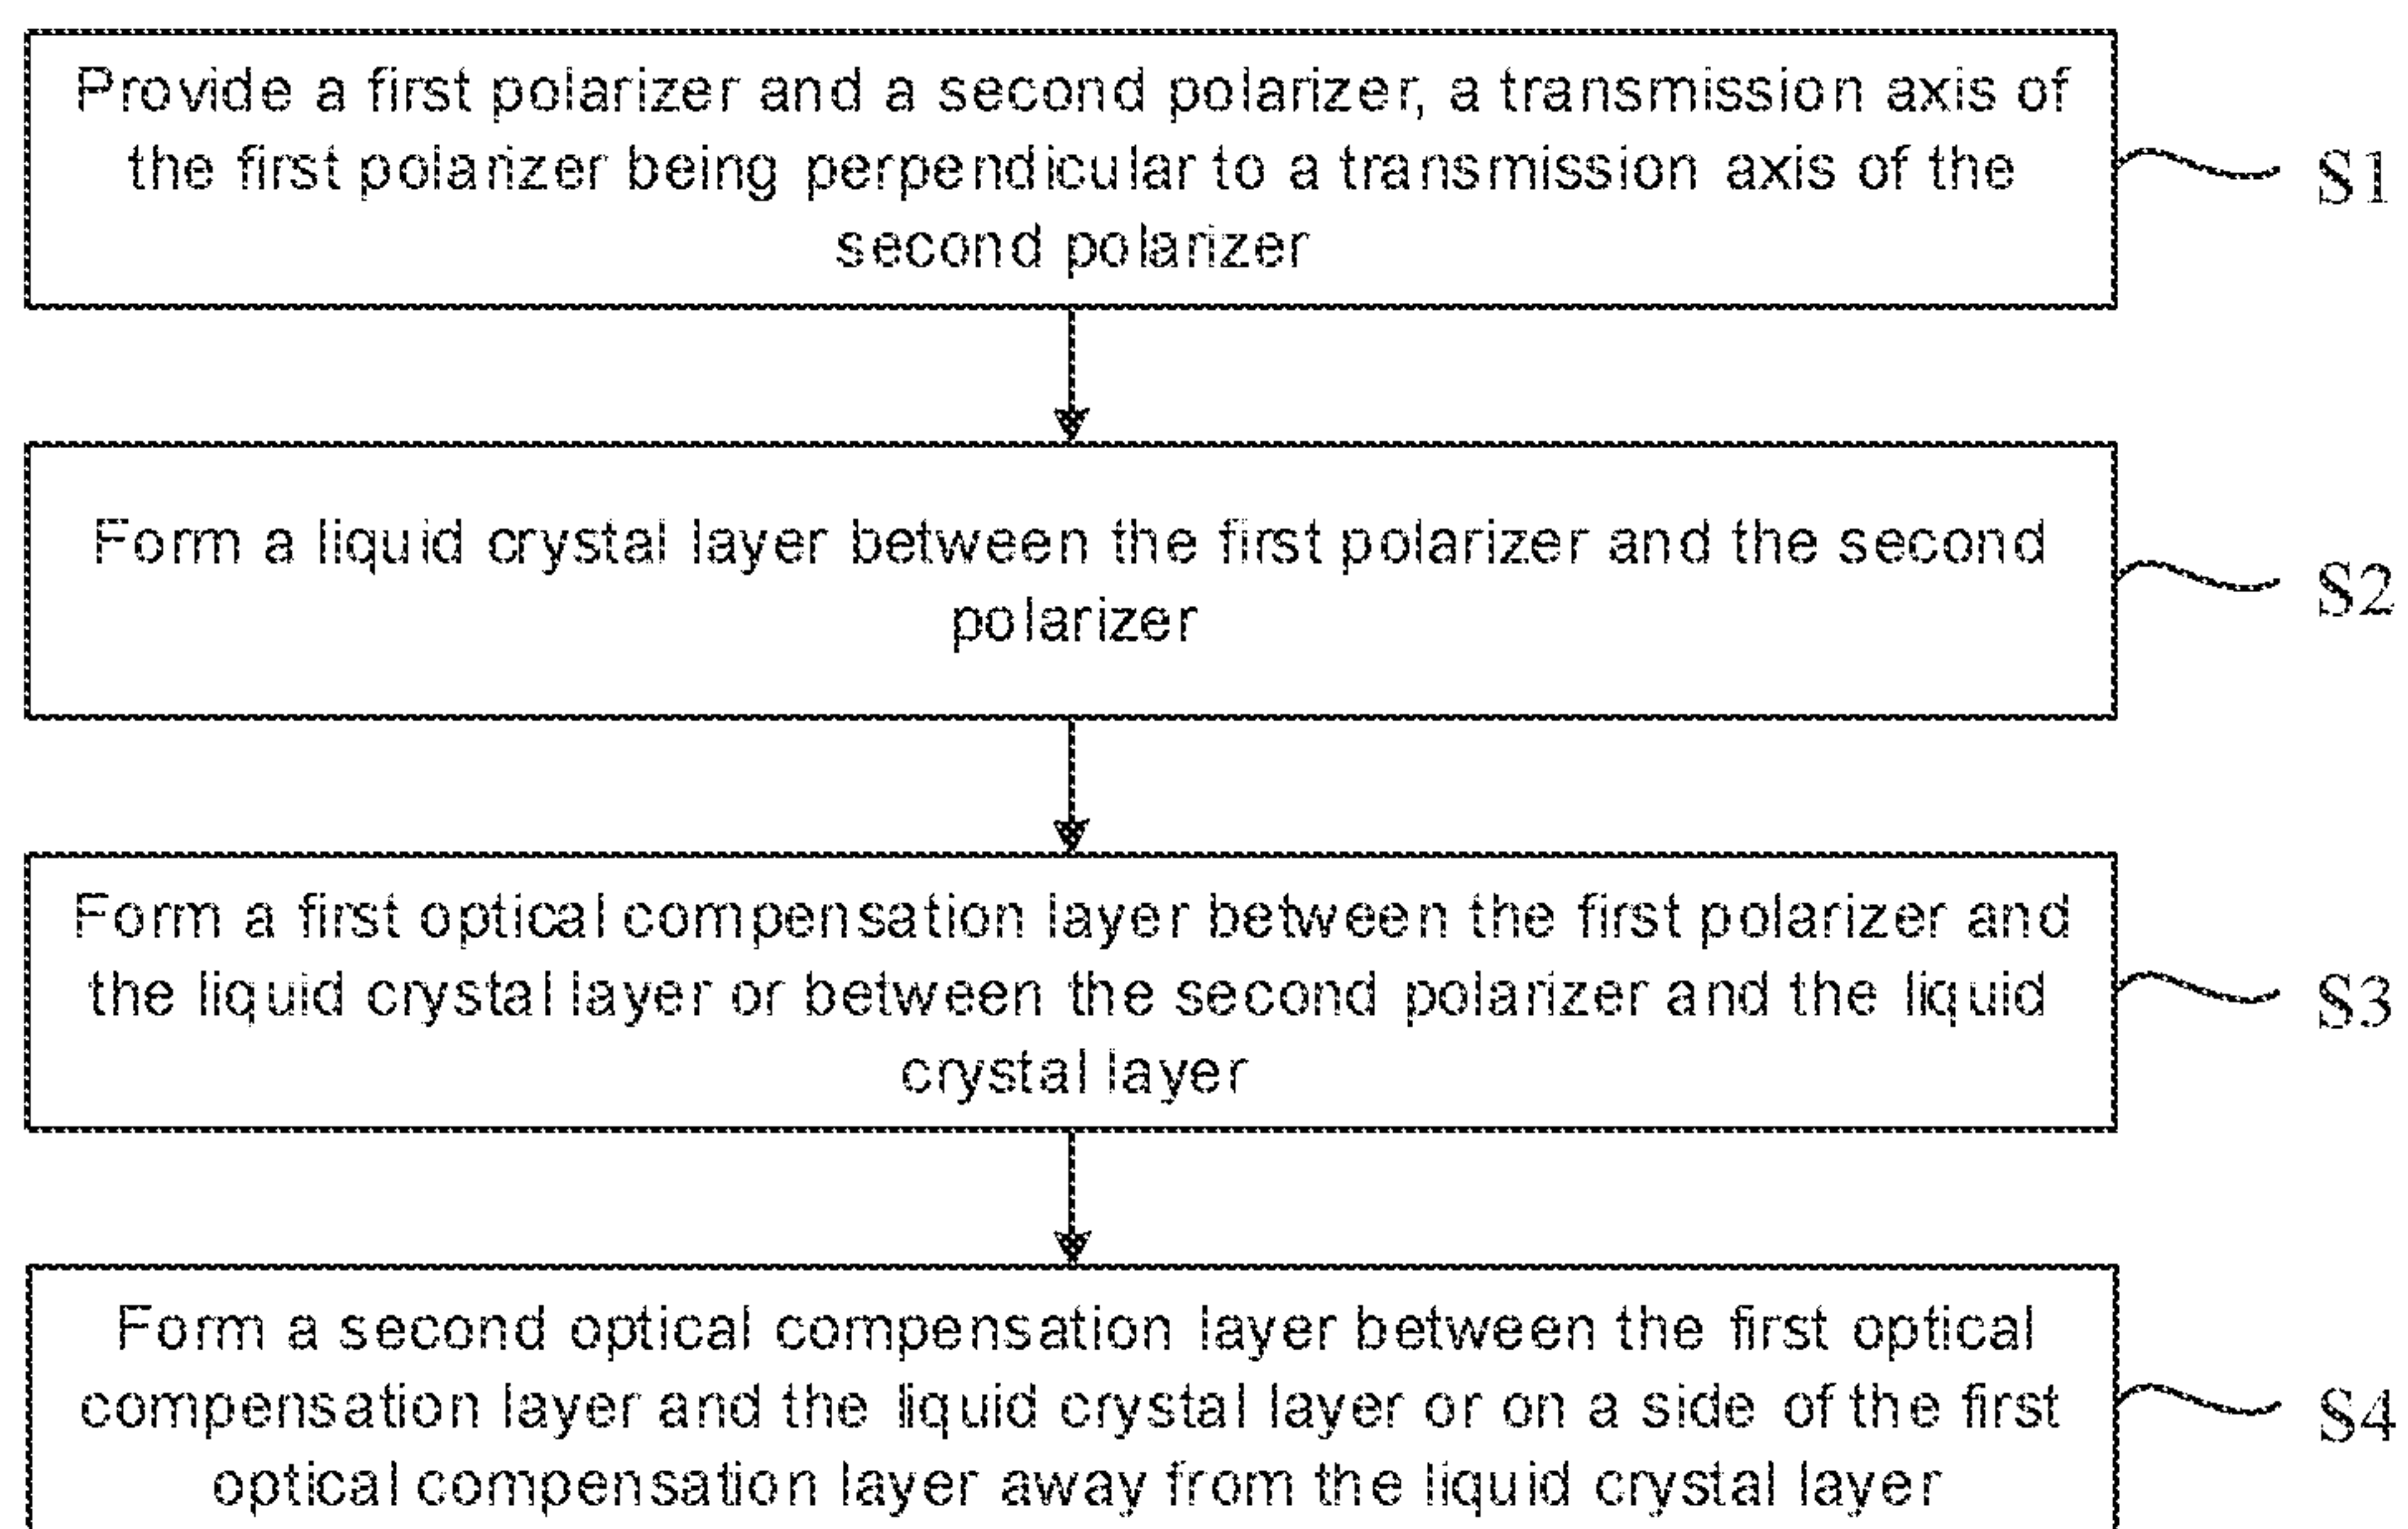 Provide a first polarizer and a second polarizer, a transmission axis of
the first polarizer being perpendicular to a transmission axis of the
second polarizer
S1
Form a liquid crystal layer between the first polarizer and the second
polarizer
S2
Form a first optical compensation layer between the first polarizer and
the liquid crystal layer or between the second polarizer and the liquid
crystal layer
S3
Form a second optical compensation layer between the first optical
compensation layer and the liquid crystal layer or on a side of the first
optical compensation layer away from the liquid crystal layer
S4